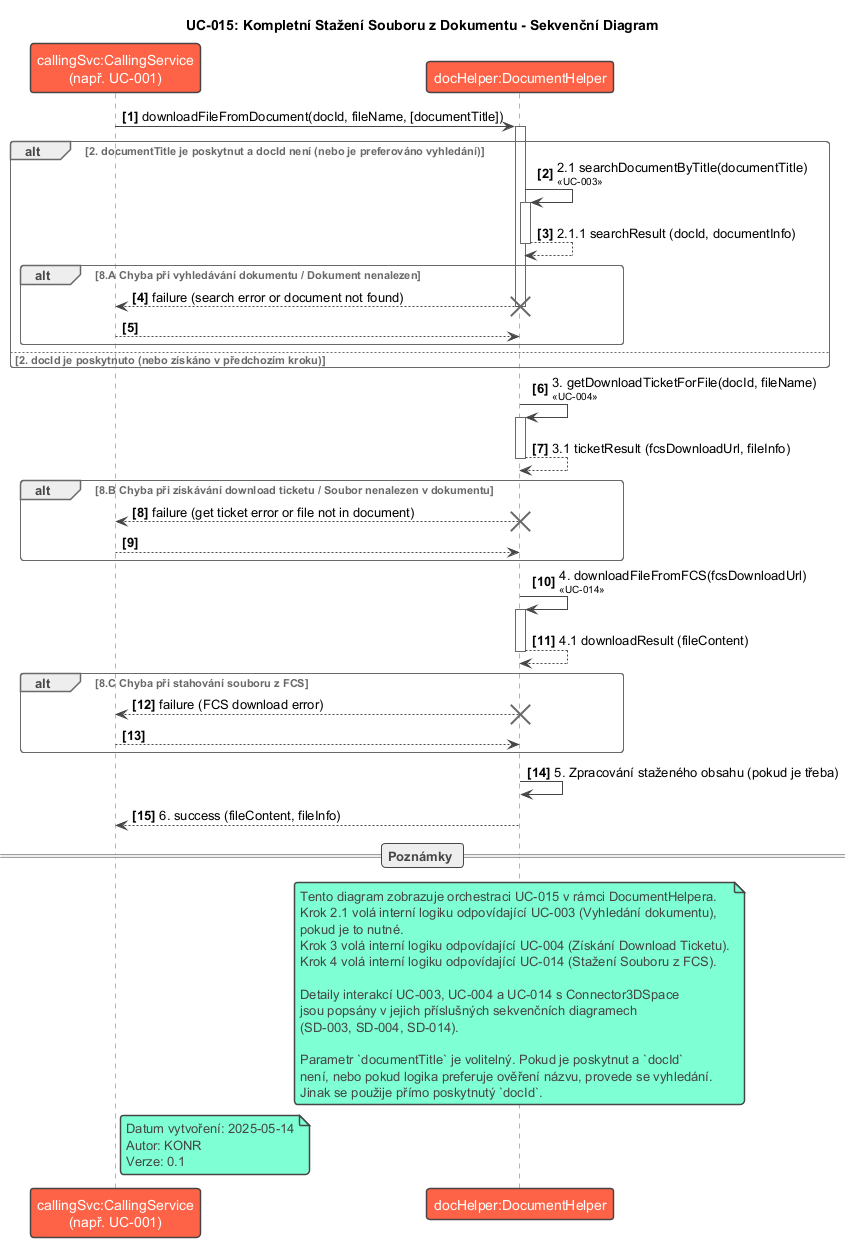 UC-015: Kompletní Stažení Souboru z Dokumentu - Sekvenční Diagram
callingSvc:CallingService
(např. UC-001)
docHelper:DocumentHelper
[1] downloadFileFromDocument(docId, fileName, [documentTitle])
alt [2. documentTitle je poskytnut a docId není (nebo je preferováno vyhledání)]
[2] 2.1 searchDocumentByTitle(documentTitle)
«UC-003»
[3] 2.1.1 searchResult (docId, documentInfo)
alt [8.A Chyba při vyhledávání dokumentu / Dokument nenalezen]
[4] failure (search error or document not found)
[5]
[2. docId je poskytnuto (nebo získáno v předchozím kroku)]
[6] 3. getDownloadTicketForFile(docId, fileName)
«UC-004»
[7] 3.1 ticketResult (fcsDownloadUrl, fileInfo)
alt [8.B Chyba při získávání download ticketu / Soubor nenalezen v dokumentu]
[8] failure (get ticket error or file not in document)
[9]
[10] 4. downloadFileFromFCS(fcsDownloadUrl)
«UC-014»
[11] 4.1 downloadResult (fileContent)
alt [8.C Chyba při stahování souboru z FCS]
[12] failure (FCS download error)
[13]
[14] 5. Zpracování staženého obsahu (pokud je třeba)
[15] 6. success (fileContent, fileInfo)
Poznámky
Tento diagram zobrazuje orchestraci UC-015 v rámci DocumentHelpera.
Krok 2.1 volá interní logiku odpovídající UC-003 (Vyhledání dokumentu),
pokud je to nutné.
Krok 3 volá interní logiku odpovídající UC-004 (Získání Download Ticketu).
Krok 4 volá interní logiku odpovídající UC-014 (Stažení Souboru z FCS).
Detaily interakcí UC-003, UC-004 a UC-014 s Connector3DSpace
jsou popsány v jejich příslušných sekvenčních diagramech
(SD-003, SD-004, SD-014).
Parametr `documentTitle` je volitelný. Pokud je poskytnut a `docId`
není, nebo pokud logika preferuje ověření názvu, provede se vyhledání.
Jinak se použije přímo poskytnutý `docId`.
Datum vytvoření: 2025-05-14
Autor: KONR
Verze: 0.1
callingSvc:CallingService
(např. UC-001)
docHelper:DocumentHelper